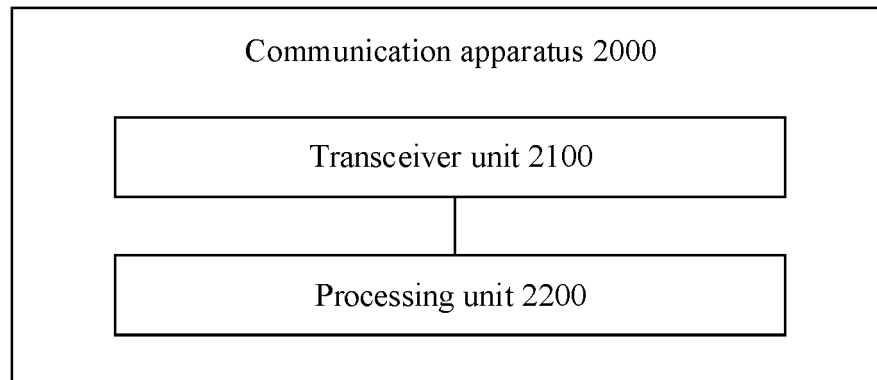 Communication apparatus 2000
Transceiver unit 2100
Processing unit 2200